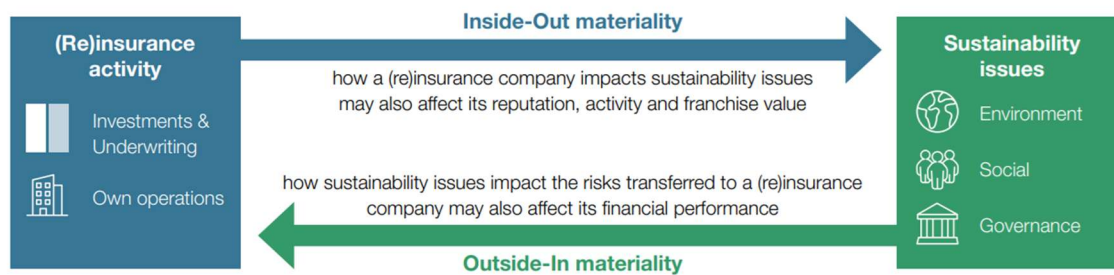 (Re)insurance
activity
Investments &
Underwriting
Own operations
Inside-Out materiality
how a (re)insurance company impacts sustainability issues
may also affect its reputation, activity and franchise value
how sustainability issues impact the risks transferred to a (re)insurance
company may also affect its financial performance
Outside-In materiality
Sustainability
issues
Environment
Social
Governance